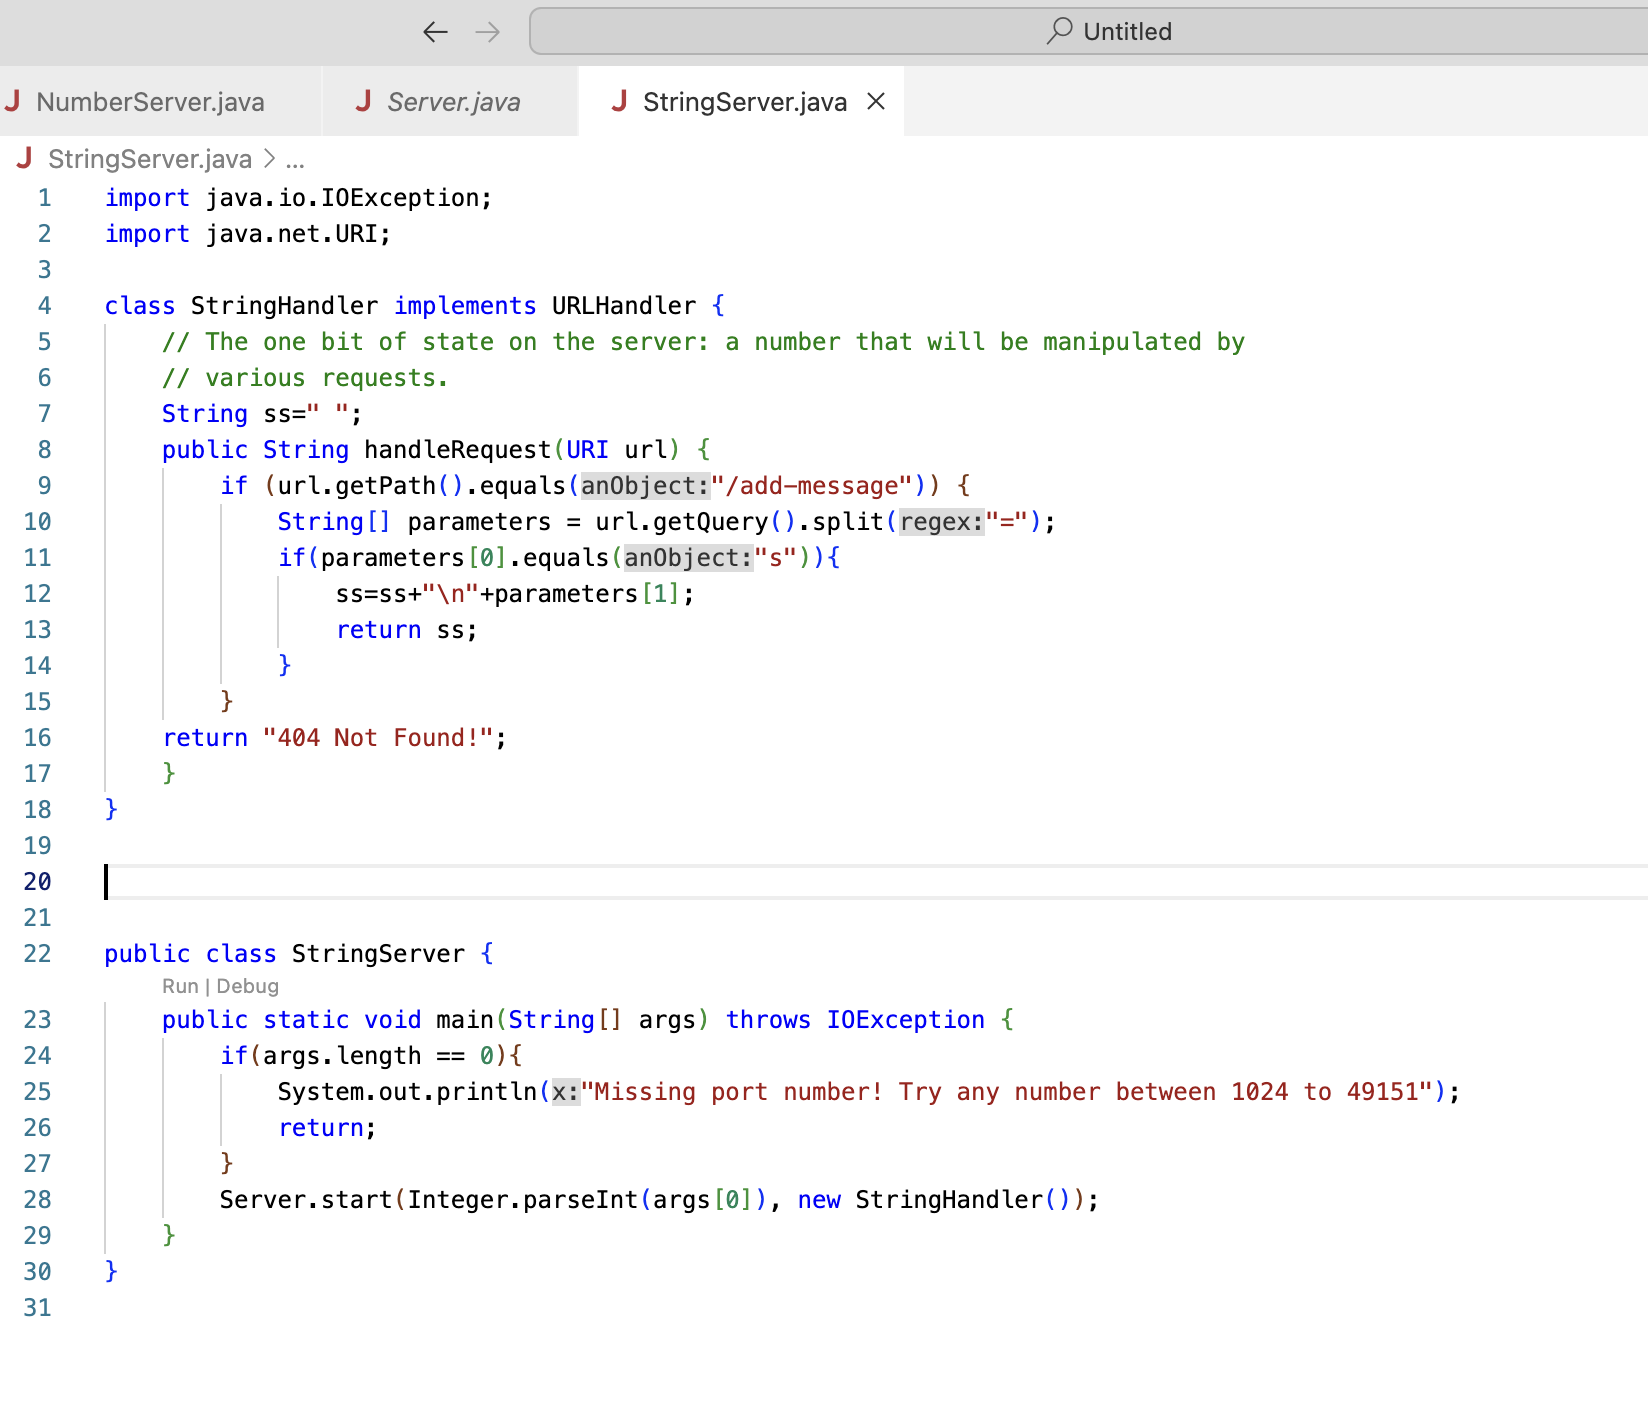 Untitled
NumberServer.java
Server.java
StringServer.java
StringServer.java > ...
1 import java.io.IOException;
2 import java.net.URI;
3
4 class StringHandler implements URLHandler {
5     // The one bit of state on the server: a number that will be manipulated by
6     // various requests.
7     String ss=" ";
8     public String handleRequest(URI url) {
9         if (url.getPath().equals(anObject:"/add-message")) {
10             String[] parameters = url.getQuery().split(regex:"=");
11             if(parameters[0].equals(anObject:"s")){
12                 ss=ss+"\n"+parameters[1];
13                 return ss;
14             }
15         }
16     return "404 Not Found!";
17     }
18 }
19
20
21
22 public class StringServer {
Run | Debug
23     public static void main(String[] args) throws IOException {
24         if(args.length == 0){
25             System.out.println(x:"Missing port number! Try any number between 1024 to 49151");
26             return;
27         }
28         Server.start(Integer.parseInt(args[0]), new StringHandler());
29     }
30 }
31